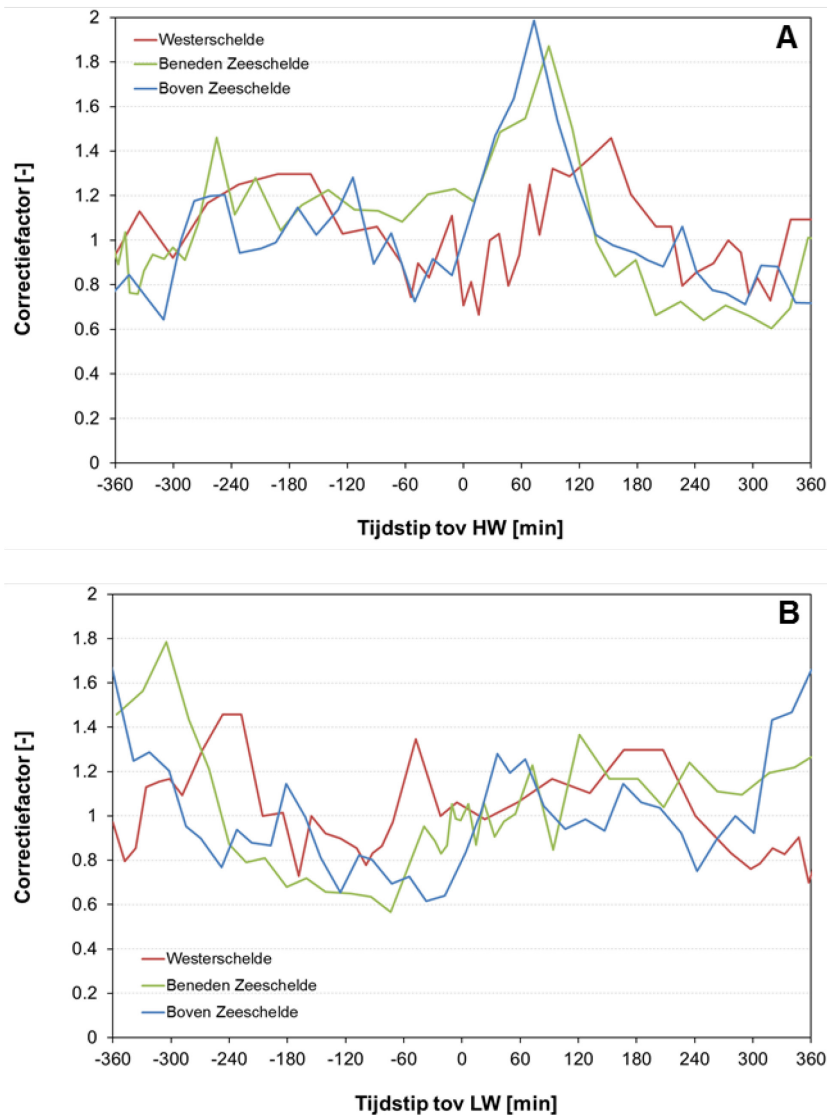 A
Westerschelde
Beneden Zeeschelde
Boven Zeeschelde
Correctiefactor [-]
2
1.8
1.6
1.4
1.2
1
0.8
0.6
0.4
0.2
0
-360 -300 -240 -180 -120 -60 0 60 120 180 240 300 360
Tijdstip tov HW [min]
B
Correctiefactor [-]
2
1.8
1.6
1.4
1.2
1
0.8
0.6
0.4
0.2
0
Westerschelde
Beneden Zeeschelde
Boven Zeeschelde
-360 -300 -240 -180 -120 -60 0 60 120 180 240 300 360
Tijdstip tov LW [min]